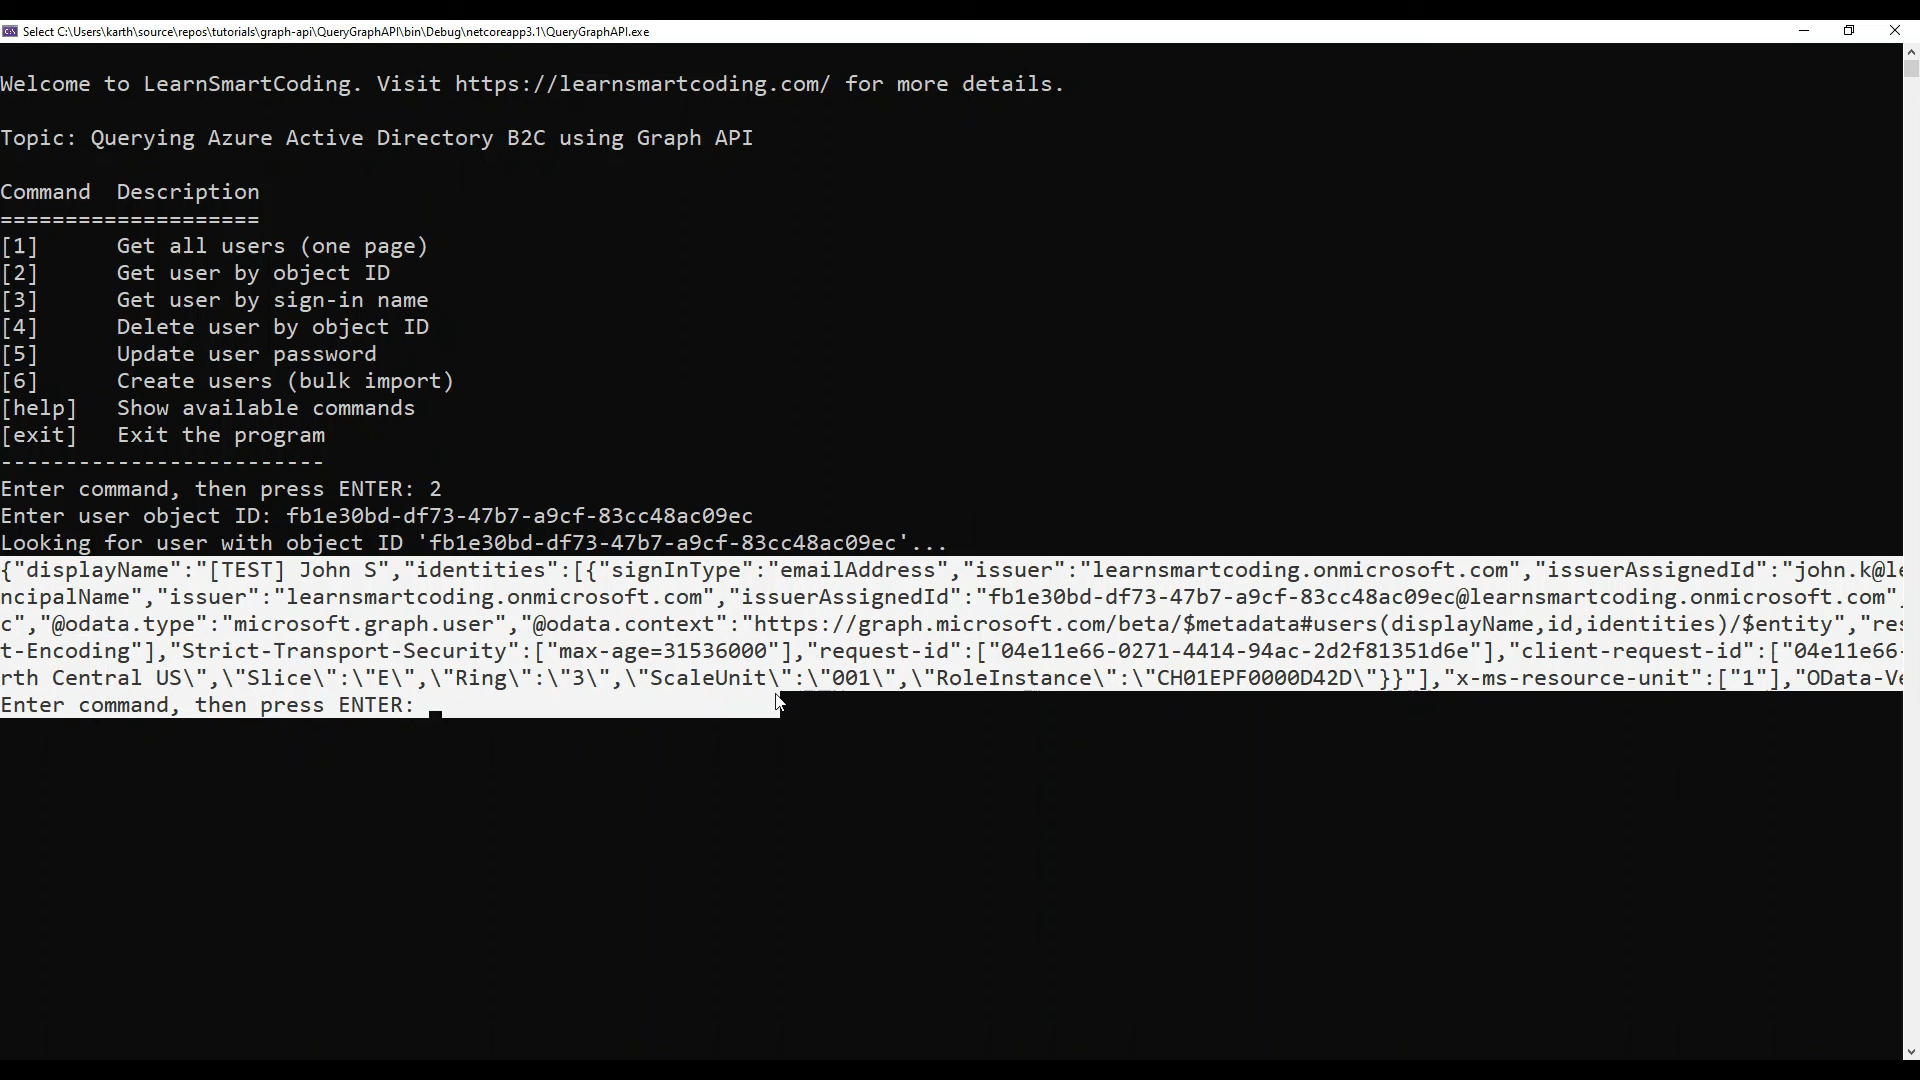 Select C:\Users\karth\source\repos\tutorials\graph-api\QueryGraphAPI\bin\Debug\netcoreapp3.1\QueryGraphAPI.exe
Welcome to LearnSmartCoding. Visit https://learnsmartcoding.com/ for more details.
Topic: Querying Azure Active Directory B2C using Graph API
Command  Description
====================
[1]      Get all users (one page)
[2]      Get user by object ID
[3]      Get user by sign-in name
[4]      Delete user by object ID
[5]      Update user password
[6]      Create users (bulk import)
[help]   Show available commands
[exit]   Exit the program
-------------------------
Enter command, then press ENTER: 2
Enter user object ID: fb1e30bd-df73-47b7-a9cf-83cc48ac09ec
Looking for user with object ID 'fb1e30bd-df73-47b7-a9cf-83cc48ac09ec'...
{"displayName":"[TEST] John S","identities":[{"signInType":"emailAddress","issuer":"learnsmartcoding.onmicrosoft.com","issuerAssignedId":"john.k@le
ncipalName","issuer":"learnsmartcoding.onmicrosoft.com","issuerAssignedId":"fb1e30bd-df73-47b7-a9cf-83cc48ac09ec@learnsmartcoding.onmicrosoft.com"
c","@odata.type":"microsoft.graph.user","@odata.context":"https://graph.microsoft.com/beta/$metadata#users(displayName,id,identities)/$entity","res
t-Encoding"],"Strict-Transport-Security":["max-age=31536000"],"request-id":["04e11e66-0271-4414-94ac-2d2f81351d6e"],"client-request-id":["04e11e66-
rth Central US\",\"Slice\":\"E\",\"Ring\":\"3\",\"ScaleUnit\":\"001\",\"RoleInstance\":\"CH01EPF0000D42D\"}}"],"x-ms-resource-unit":["1"],"OData-Ve
Enter command, then press ENTER: